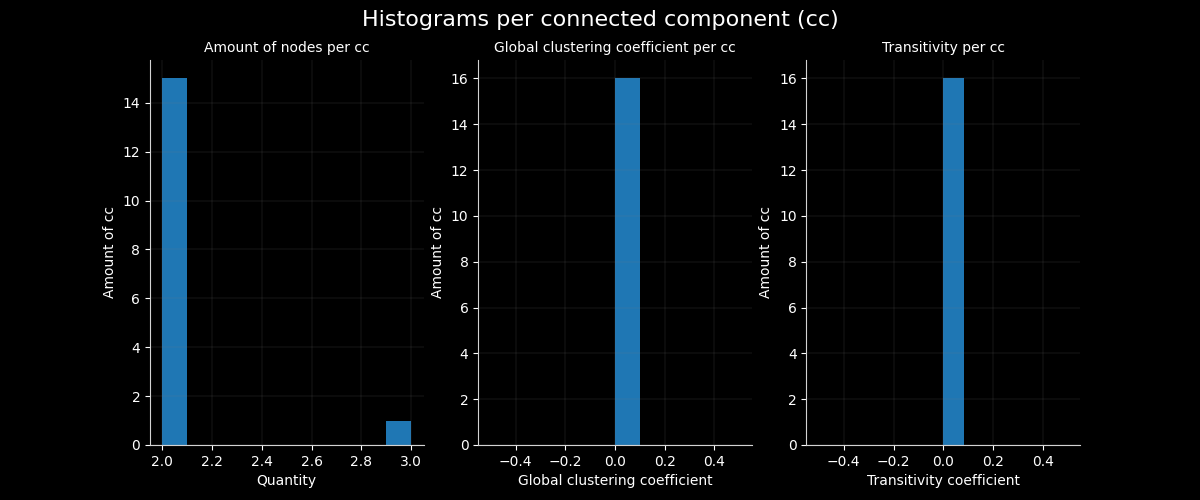 Histograms per connected component (cc)
Amount of nodes per cc
Global clustering coefficient per cc
Transitivity per cc
Amount of cc
14
12
10
8
6
4
2
0
2.0 2.2 2.4 2.6 2.8 3.0
Quantity
Amount of cc
16
14
12
10
8
6
4
2
0
−0.4 −0.2 0.0 0.2 0.4
Global clustering coefficient
Amount of cc
16
14
12
10
8
6
4
2
0
−0.4 −0.2 0.0 0.2 0.4
Transitivity coefficient